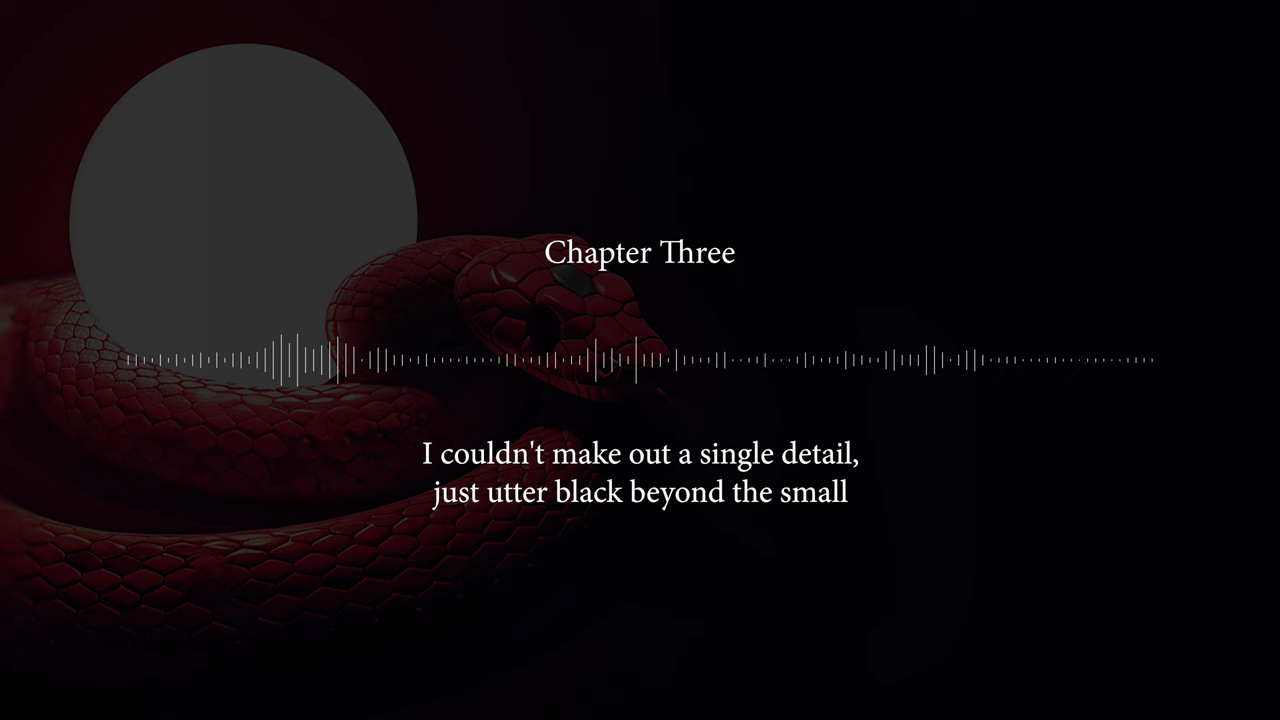 Chapter Three
I couldn't make out a single detail,
just utter black beyond the small